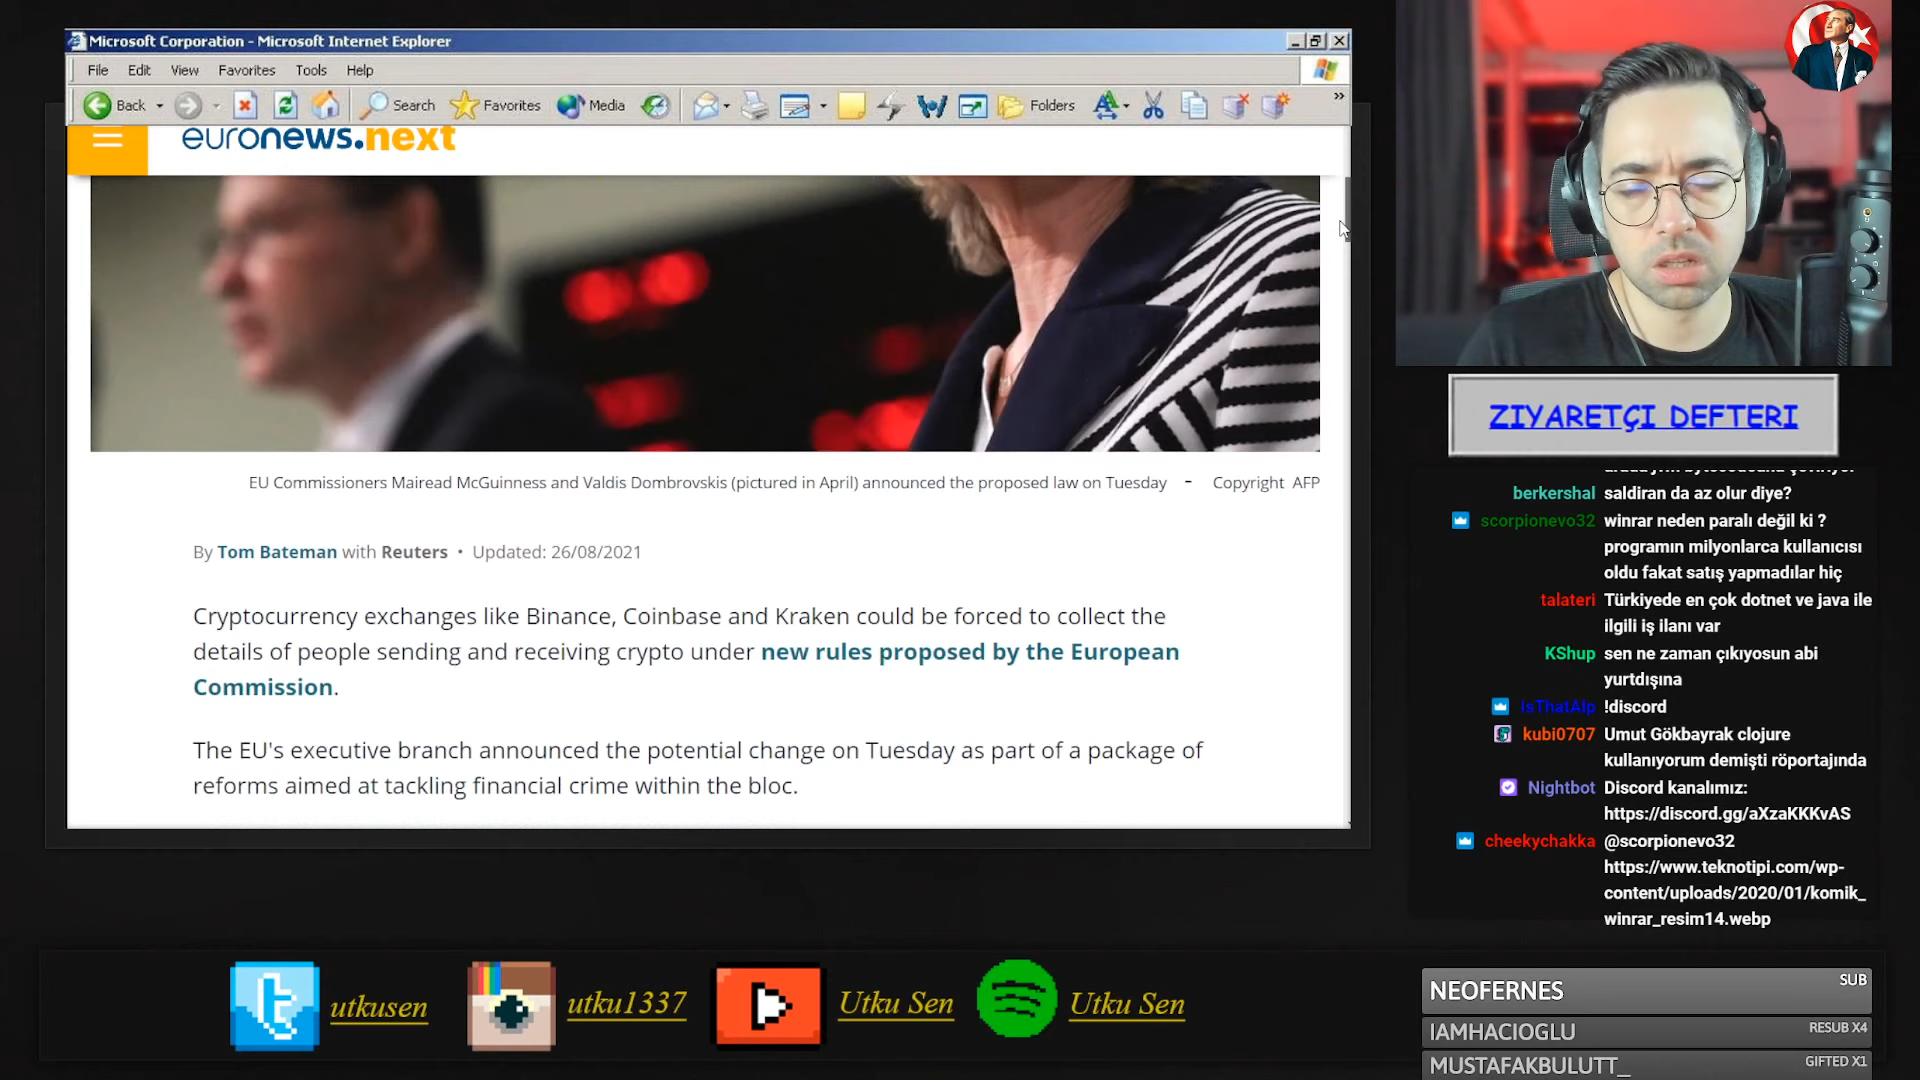 Microsoft Corporation - Microsoft Internet Explorer
File Edit View Favorites Tools Help
Back Search Favorites Media Folders
euronews.next
EU Commissioners Mairead McGuinness and Valdis Dombrovskis (pictured in April) announced the proposed law on Tuesday - Copyright AFP
By Tom Bateman with Reuters • Updated: 26/08/2021
Cryptocurrency exchanges like Binance, Coinbase and Kraken could be forced to collect the
details of people sending and receiving crypto under new rules proposed by the European
Commission.
The EU's executive branch announced the potential change on Tuesday as part of a package of
reforms aimed at tackling financial crime within the bloc.
ZIYARETÇI DEFTERI
berkershal saldiran da az olur diye?
scorpionevo32 winrar neden paralı değil ki ?
programın milyonlarca kullanıcısı
oldu fakat satış yapmadılar hiç
talateri Türkiyede en çok dotnet ve java ile
ilgili iş ilanı var
KShup sen ne zaman çıkıyosun abi
yurtdışına
IsThatAlp !discord
kubi0707 Umut Gökbayrak clojure
kullanıyorum demişti röportajında
Nightbot Discord kanalımız:
https://discord.gg/aXzaKKKvAS
cheekychakka @scorpionevo32
https://www.teknotipi.com/wp-
content/uploads/2020/01/komik_
winrar_resim14.webp
utkusen
utku1337
Utku Sen
Utku Sen
NEOFERNES SUB
IAMHACIOGLU RESUB X4
MUSTAFAKBULUTT_ GIFTED X1